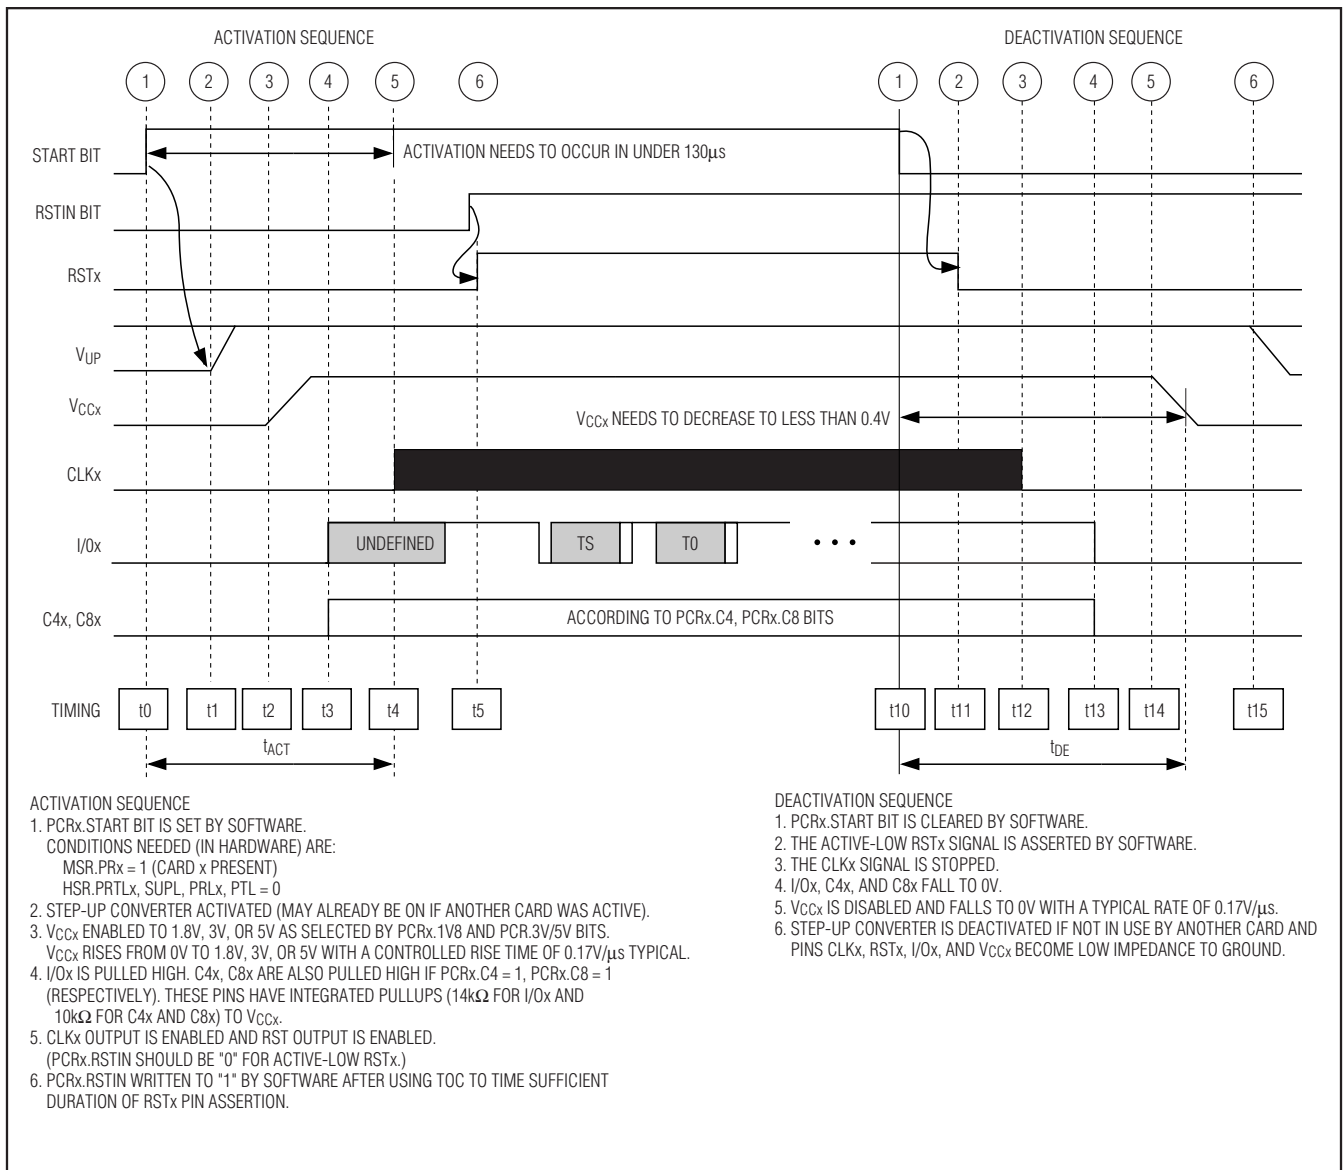 ACTIVATION SEQUENCE
DEACTIVATION SEQUENCE
1 2 3 4 5 6
1 2 3 4 5 6
START BIT
ACTIVATION NEEDS TO OCCUR IN UNDER 130μs
RSTIN BIT
RSTx
VUP
VCCx
VCCx NEEDS TO DECREASE TO LESS THAN 0.4V
CLKx
I/0x
UNDEFINED
TS
T0
• • •
C4x, C8x
ACCORDING TO PCRx.C4, PCRx.C8 BITS
TIMING
t0 t1 t2 t3 t4 t5
t10 t11 t12 t13 t14 t15
tACT
tDE
ACTIVATION SEQUENCE
1. PCRx.START BIT IS SET BY SOFTWARE.
CONDITIONS NEEDED (IN HARDWARE) ARE:
MSR.PRx = 1 (CARD x PRESENT)
HSR.PRTLx, SUPL, PRLx, PTL = 0
2. STEP-UP CONVERTER ACTIVATED (MAY ALREADY BE ON IF ANOTHER CARD WAS ACTIVE).
3. VCCx ENABLED TO 1.8V, 3V, OR 5V AS SELECTED BY PCRx.1V8 AND PCR.3V/5V BITS.
VCCx RISES FROM 0V TO 1.8V, 3V, OR 5V WITH A CONTROLLED RISE TIME OF 0.17V/μs TYPICAL.
4. I/Ox IS PULLED HIGH. C4x, C8x ARE ALSO PULLED HIGH IF PCRx.C4 = 1, PCRx.C8 = 1
(RESPECTIVELY). THESE PINS HAVE INTEGRATED PULLUPS (14kΩ FOR I/Ox AND
10kΩ FOR C4x AND C8x) TO VCCx.
5. CLKx OUTPUT IS ENABLED AND RST OUTPUT IS ENABLED.
(PCRx.RSTIN SHOULD BE "0" FOR ACTIVE-LOW RSTx.)
6. PCRx.RSTIN WRITTEN TO "1" BY SOFTWARE AFTER USING TOC TO TIME SUFFICIENT
DURATION OF RSTx PIN ASSERTION.
DEACTIVATION SEQUENCE
1. PCRx.START BIT IS CLEARED BY SOFTWARE.
2. THE ACTIVE-LOW RSTx SIGNAL IS ASSERTED BY SOFTWARE.
3. THE CLKx SIGNAL IS STOPPED.
4. I/Ox, C4x, AND C8x FALL TO 0V.
5. VCCx IS DISABLED AND FALLS TO 0V WITH A TYPICAL RATE OF 0.17V/μs.
6. STEP-UP CONVERTER IS DEACTIVATED IF NOT IN USE BY ANOTHER CARD AND
PINS CLKx, RSTx, I/Ox, AND VCCx BECOME LOW IMPEDANCE TO GROUND.